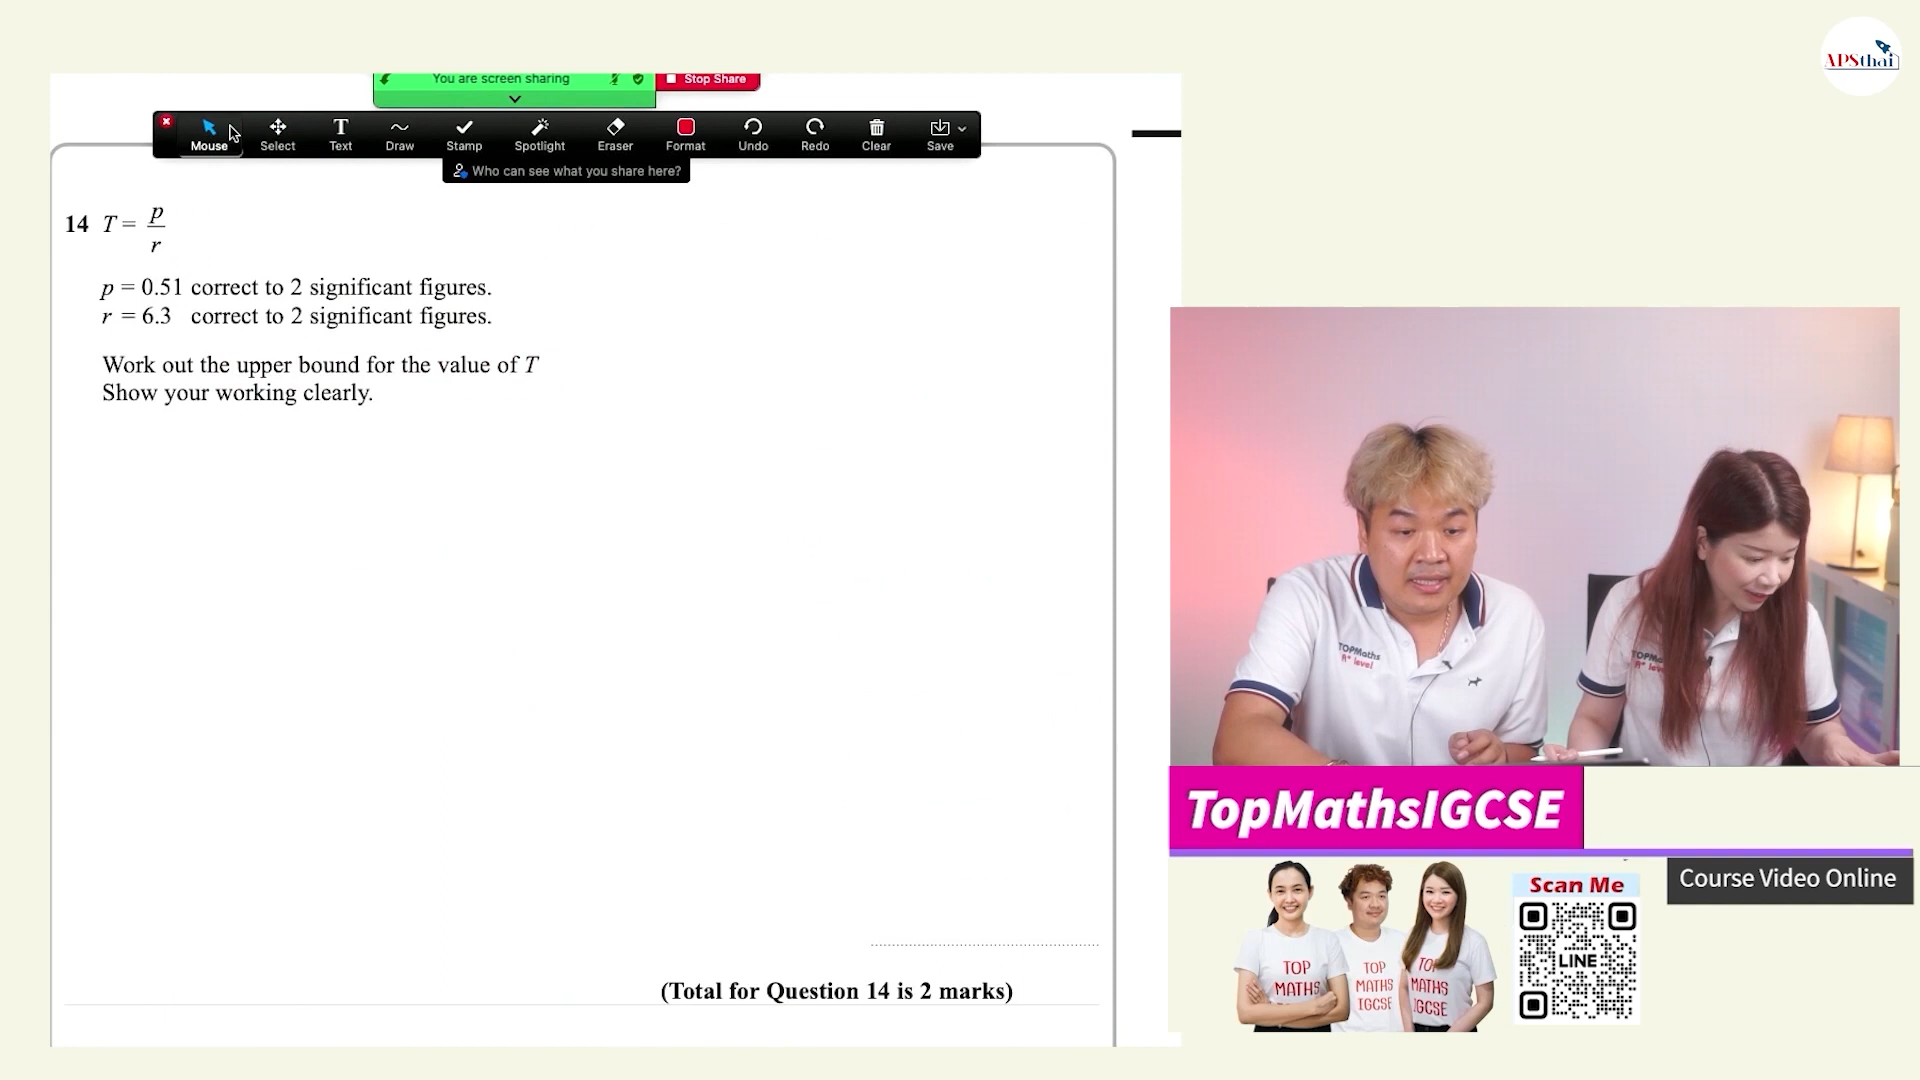 APSthai
You are screen sharing
Stop Share
Mouse
Select
Text
Draw
Stamp
Spotlight
Eraser
Format
Undo
Redo
Clear
Save
Who can see what you share here?
14 T = p/r
p = 0.51 correct to 2 significant figures.
r = 6.3 correct to 2 significant figures.
Work out the upper bound for the value of T
Show your working clearly.
(Total for Question 14 is 2 marks)
TOPMaths
A* level
TopMathsIGCSE
Course Video Online
Scan Me
LINE
TOP
MATHS
TOP
MATHS
IGCSE
MATHS
IGCSE